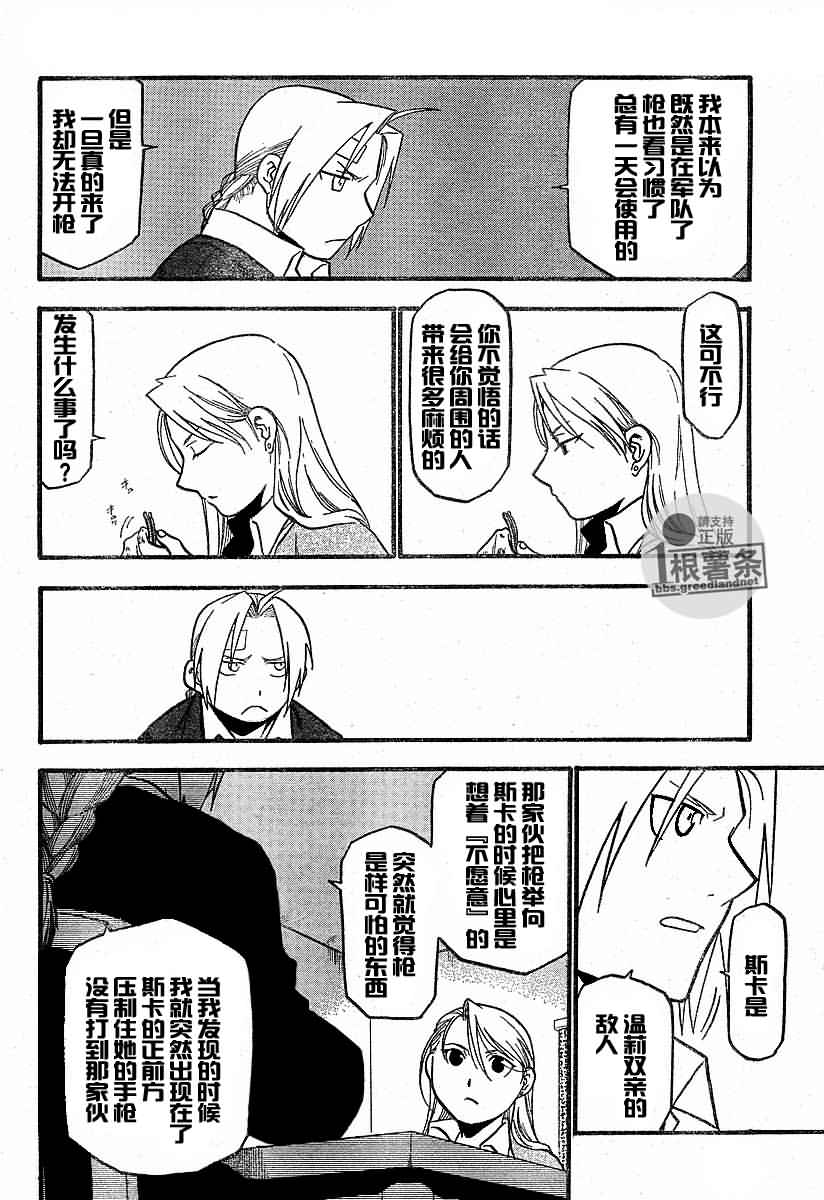 我本来以为
既然是在军队了
枪也看习惯了
总有一天会使用的
但是
一旦真的来了
我却无法开枪
这可不行
你不觉悟的话
会给你周围的人
带来很多麻烦的
发生什么事了吗？
斯卡是
温莉双亲的
敌人
那家伙把枪举向
斯卡的时候心里是
想着『不愿意』的
突然就觉得枪
是样可怕的东西
当我发现的时候
我就突然出现在了
斯卡的正前方
压制住她的手枪
没有打到那家伙
請支持
正版
1根薯条
bbs.greedland.net